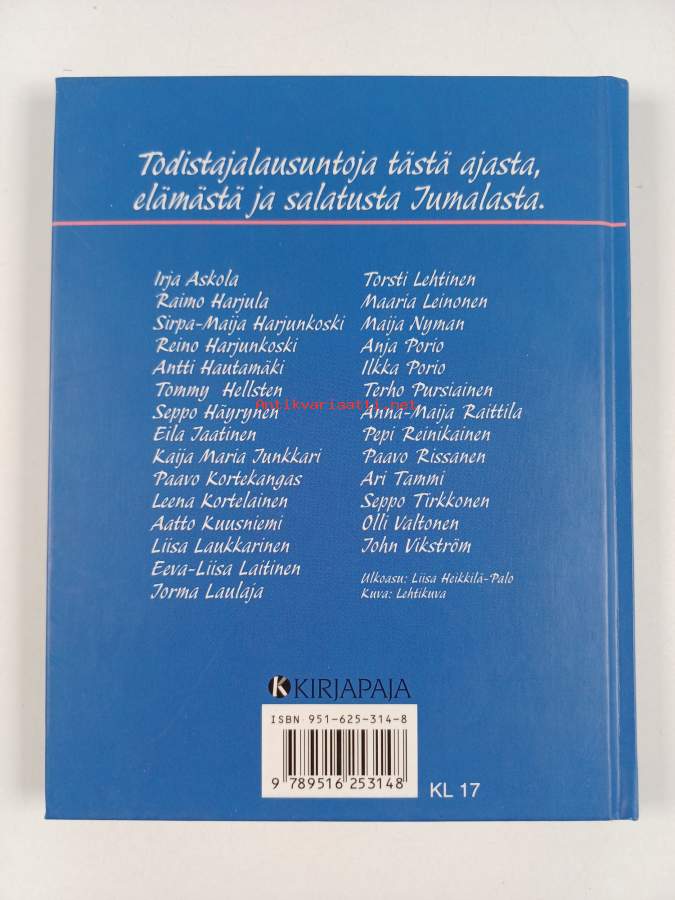 Todistajalausuntoja tästä ajasta,
elämästä ja salatusta Jumalasta.
Irja Askola
Raimo Harjula
Sirpa-Maija Harjunkoski
Reino Harjunkoski
Antti Hautamäki
Tommy Hellsten
Seppo Häyrynen
Eila Jaatinen
Kaija Maria Junkkari
Paavo Kortekangas
Leena Kortelainen
Aatto Kuusniemi
Liisa Laukkarinen
Eeva-Liisa Laitinen
Jorma Laulaja
Torsti Lehtinen
Maaria Leinonen
Maija Nyman
Anja Porio
Ilkka Porio
Terho Pursiainen
Anna-Maija Raittila
Pepi Reinikainen
Paavo Rissanen
Ari Tammi
Seppo Tirkkonen
Olli Valtonen
John Vikström
Ulkoasu: Liisa Heikkilä-Palo
Kuva: Lehtikuva
Antikvariaatti.net
K KIRJAPAJA
ISBN 951-625-314-8
9 789516 253148
KL 17